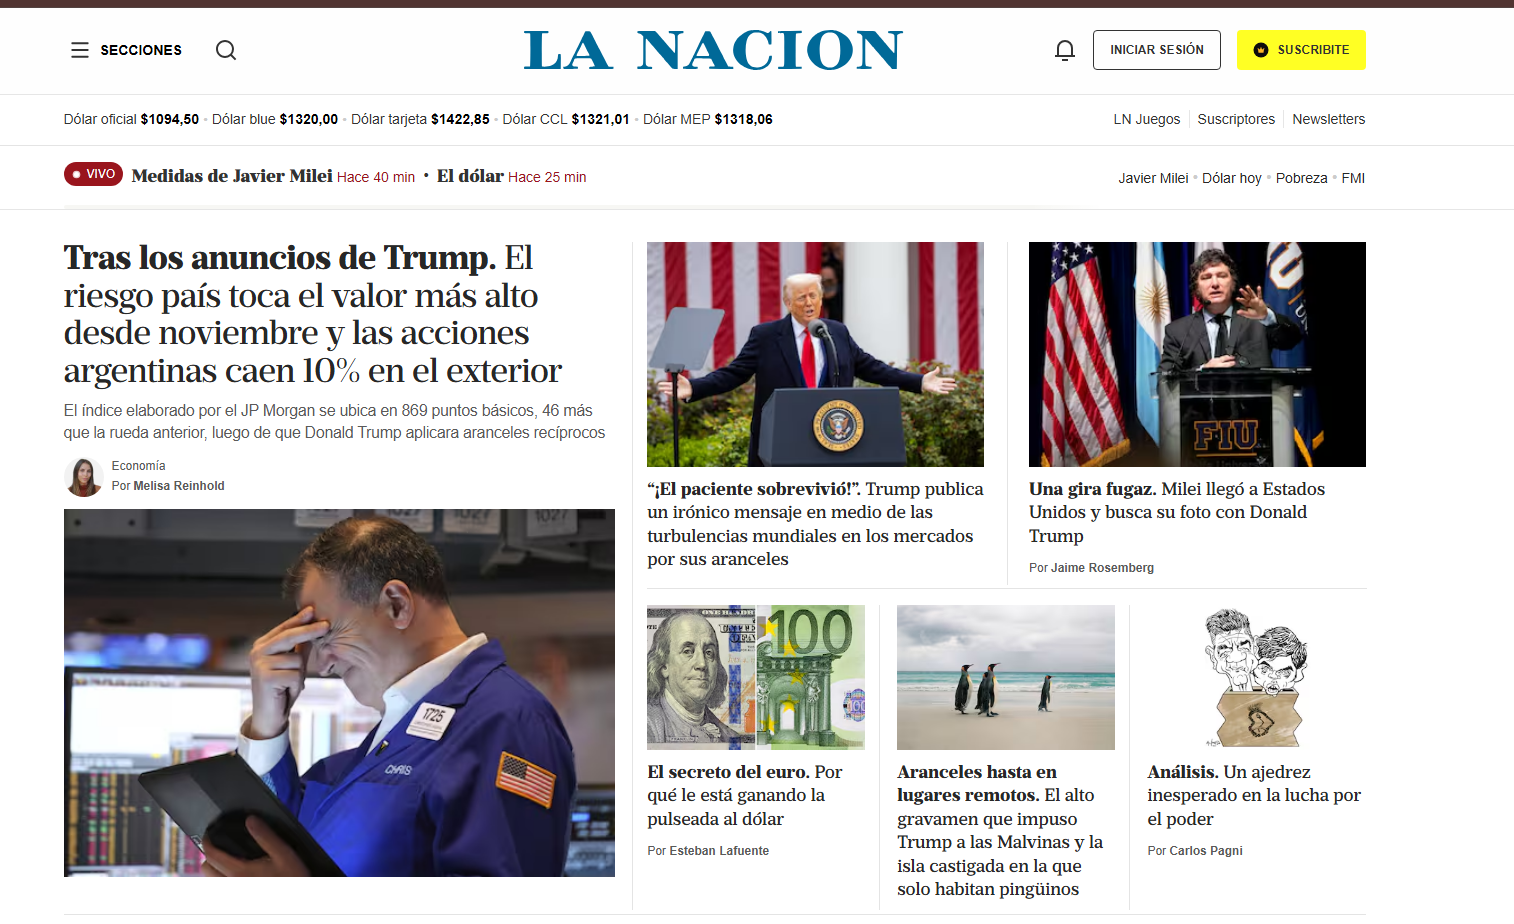 SECCIONES
LA NACION
INICIAR SESIÓN
SUSCRIBITE
Dólar oficial $1094,50 • Dólar blue $1320,00 • Dólar tarjeta $1422,85 • Dólar CCL $1321,01 • Dólar MEP $1318,06
LN Juegos
Suscriptores
Newsletters
VIVO
Medidas de Javier Milei Hace 40 min • El dólar Hace 25 min
Javier Milei • Dólar hoy • Pobreza • FMI
Tras los anuncios de Trump. El
riesgo país toca el valor más alto
desde noviembre y las acciones
argentinas caen 10% en el exterior
El índice elaborado por el JP Morgan se ubica en 869 puntos básicos, 46 más
que la rueda anterior, luego de que Donald Trump aplicara aranceles recíprocos
Economía
Por Melisa Reinhold
1027
1725
CHRIS
“¡El paciente sobrevivió!”. Trump publica
un irónico mensaje en medio de las
turbulencias mundiales en los mercados
por sus aranceles
FIU
Una gira fugaz. Milei llegó a Estados
Unidos y busca su foto con Donald
Trump
Por Jaime Rosemberg
100
El secreto del euro. Por
qué le está ganando la
pulseada al dólar
Por Esteban Lafuente
Aranceles hasta en
lugares remotos. El alto
gravamen que impuso
Trump a las Malvinas y la
isla castigada en la que
solo habitan pingüinos
Análisis. Un ajedrez
inesperado en la lucha por
el poder
Por Carlos Pagni